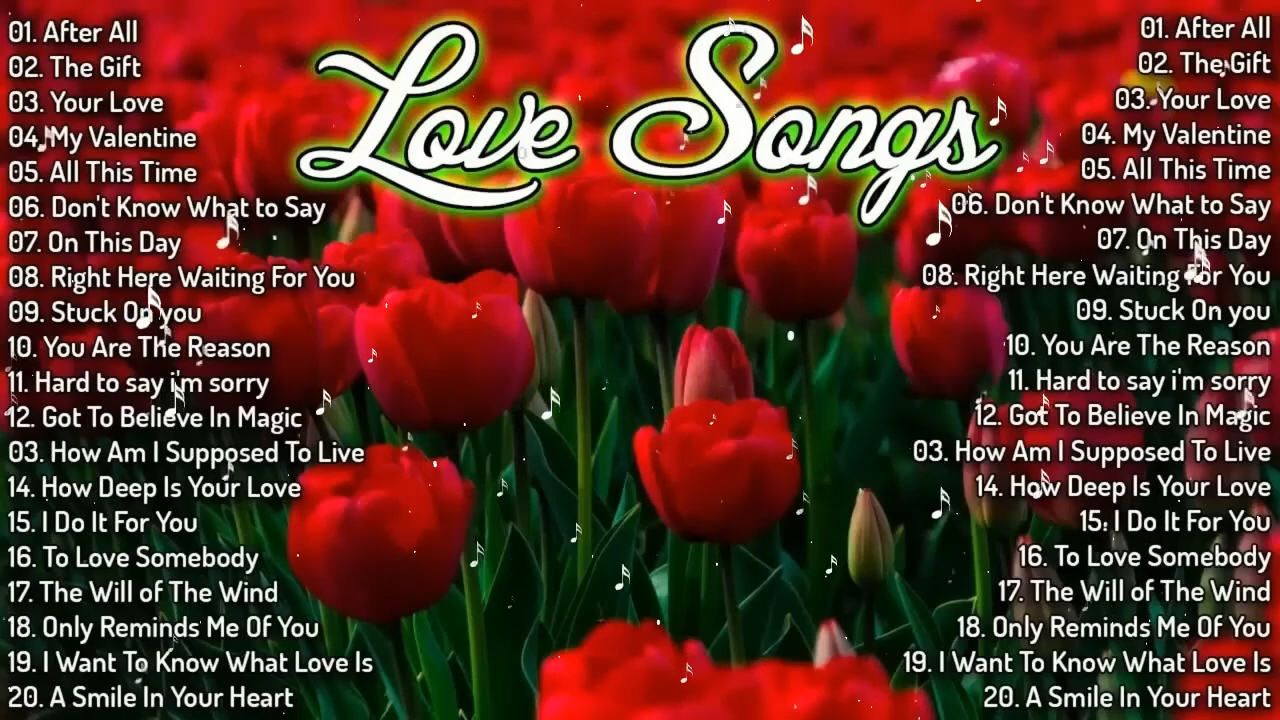 Love Songs
01. After All
02. The Gift
03. Your Love
04. My Valentine
05. All This Time
06. Don't Know What to Say
07. On This Day
08. Right Here Waiting For You
09. Stuck On you
10. You Are The Reason
11. Hard to say i'm sorry
12. Got To Believe In Magic
03. How Am I Supposed To Live
14. How Deep Is Your Love
15. I Do It For You
16. To Love Somebody
17. The Will of The Wind
18. Only Reminds Me Of You
19. I Want To Know What Love Is
20. A Smile In Your Heart
01. After All
02. The Gift
03. Your Love
04. My Valentine
05. All This Time
06. Don't Know What to Say
07. On This Day
08. Right Here Waiting For You
09. Stuck On you
10. You Are The Reason
11. Hard to say i'm sorry
12. Got To Believe In Magic
03. How Am I Supposed To Live
14. How Deep Is Your Love
15. I Do It For You
16. To Love Somebody
17. The Will of The Wind
18. Only Reminds Me Of You
19. I Want To Know What Love Is
20. A Smile In Your Heart